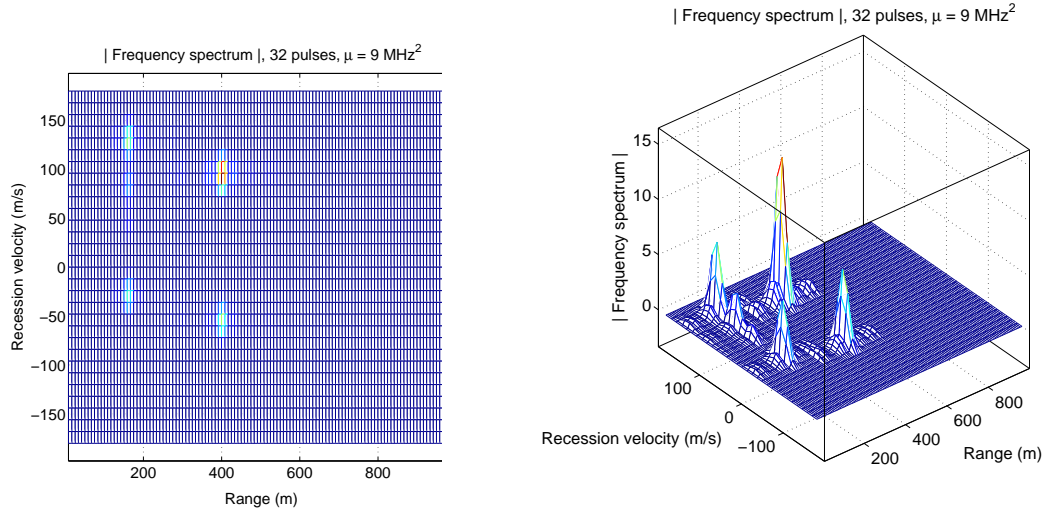 | Frequency spectrum |, 32 pulses, μ = 9 MHz²
150
100
50
0
−50
−100
−150
Recession velocity (m/s)
200 400 600 800
Range (m)
| Frequency spectrum |, 32 pulses, μ = 9 MHz²
15
10
5
0
| Frequency spectrum |
100
0
−100
Recession velocity (m/s)
200
400
600
800
Range (m)